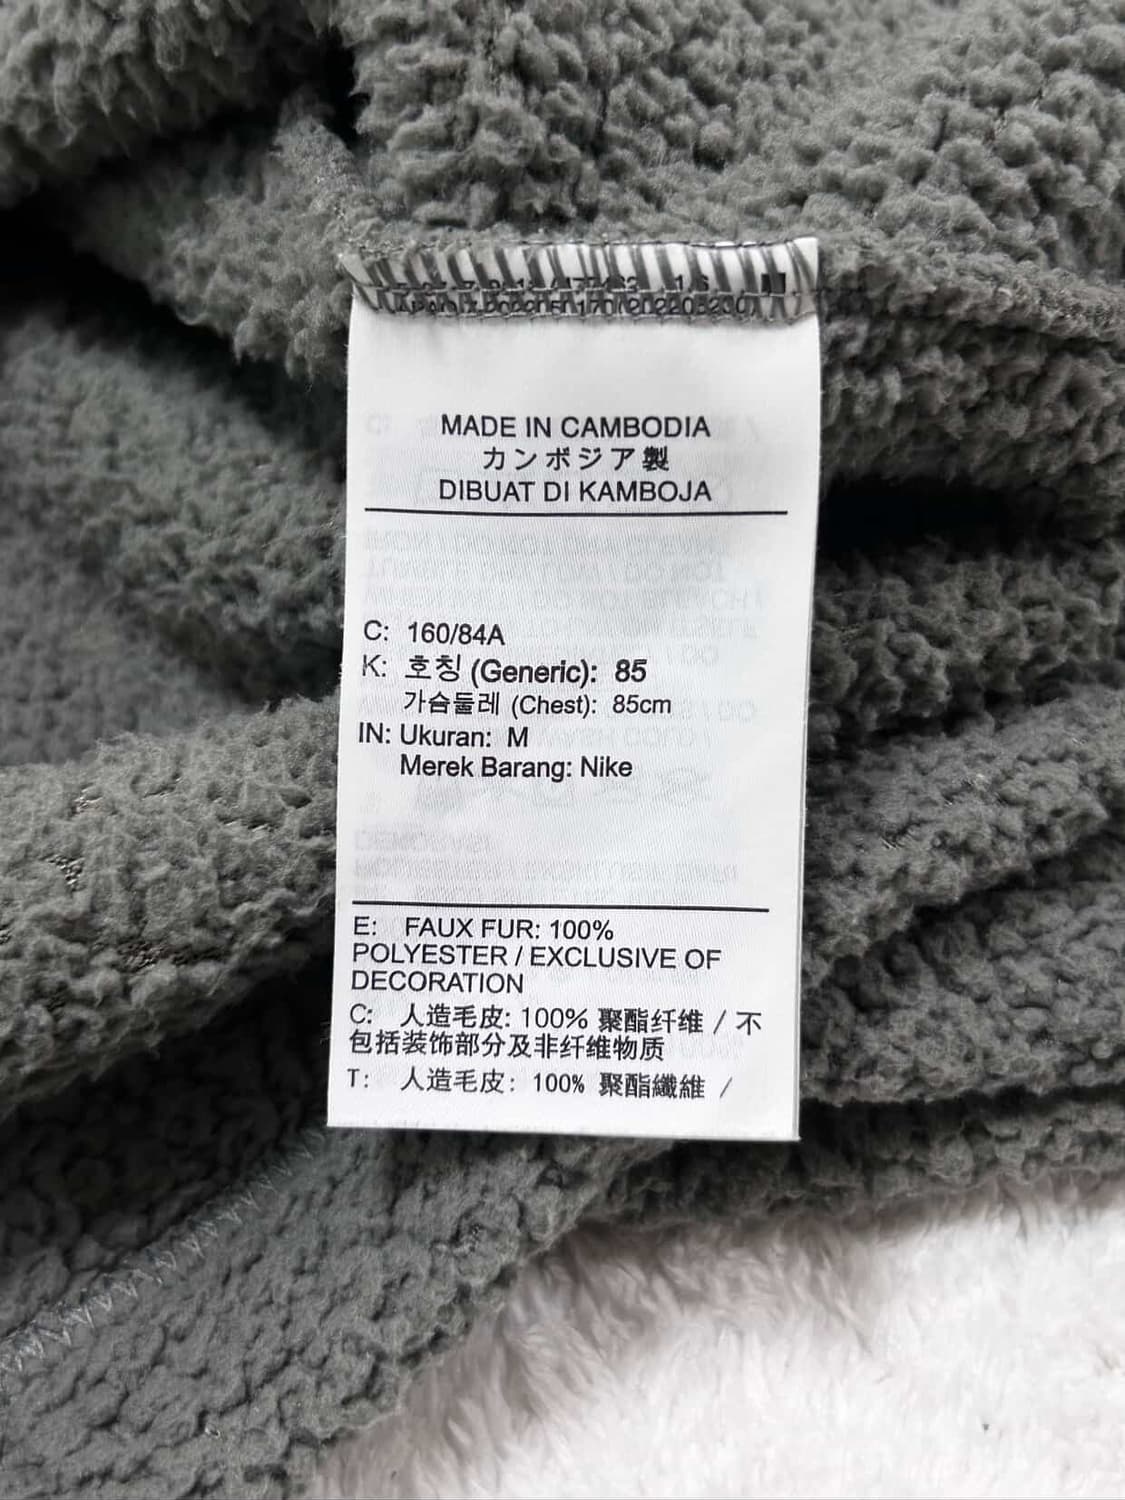 MADE IN CAMBODIA
カンボジア製
DIBUAT DI KAMBOJA
C: 160/84A
K: 호칭 (Generic): 85
가슴둘레 (Chest): 85cm
IN: Ukuran: M
Merek Barang: Nike
E: FAUX FUR: 100%
POLYESTER / EXCLUSIVE OF
DECORATION
C: 人造毛皮: 100% 聚酯纤维 / 不
包括装饰部分及非纤维物质
T: 人造毛皮: 100% 聚酯纖維 /